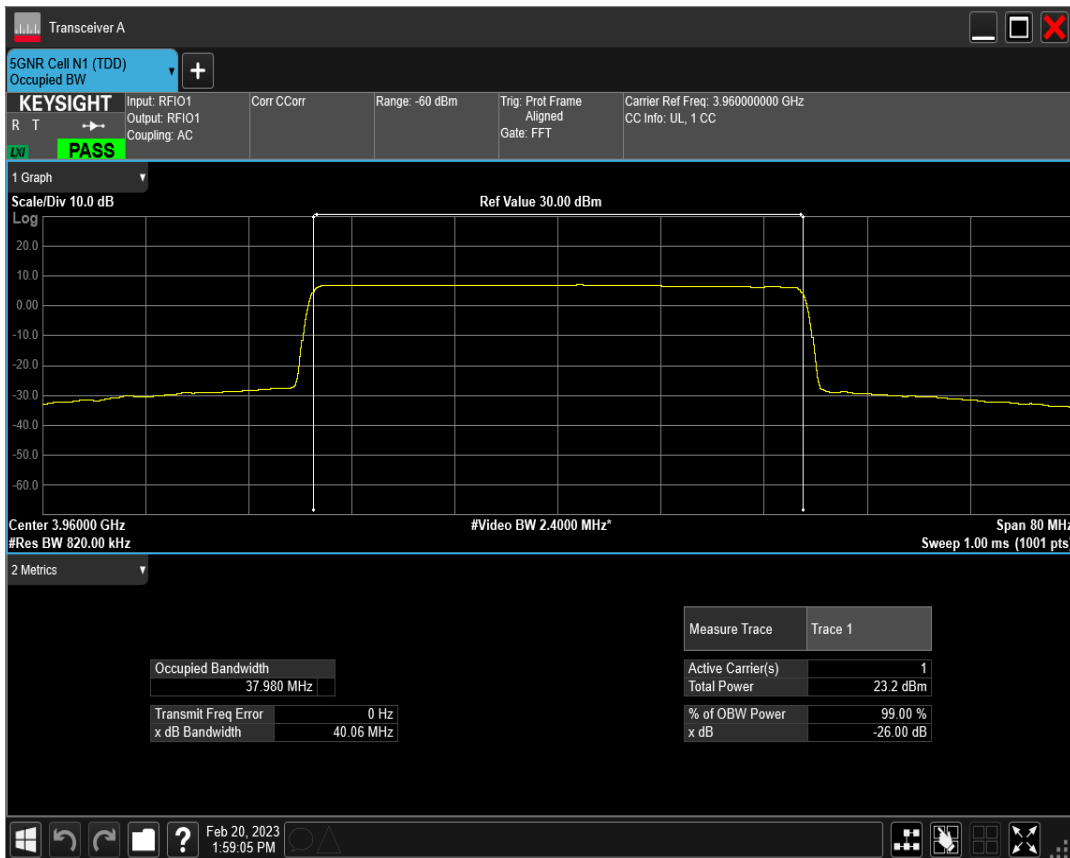 Transceiver A
5GNR Cell N1 (TDD)
Occupied BW
+
KEYSIGHT
R T
LXI
PASS
Input: RFIO1
Output: RFIO1
Coupling: AC
Corr CCorr
Range: -60 dBm
Trig: Prot Frame
Aligned
Gate: FFT
Carrier Ref Freq: 3.960000000 GHz
CC Info: UL, 1 CC
1 Graph
Scale/Div 10.0 dB
Ref Value 30.00 dBm
Log
20.0
10.0
0.00
-10.0
-20.0
-30.0
-40.0
-50.0
-60.0
Center 3.96000 GHz
#Video BW 2.4000 MHz*
Span 80 MHz
#Res BW 820.00 kHz
Sweep 1.00 ms (1001 pts)
2 Metrics
Measure Trace Trace 1
Occupied Bandwidth
37.980 MHz
Active Carrier(s) 1
Total Power 23.2 dBm
Transmit Freq Error 0 Hz
x dB Bandwidth 40.06 MHz
% of OBW Power 99.00 %
x dB -26.00 dB
?
Feb 20, 2023
1:59:05 PM